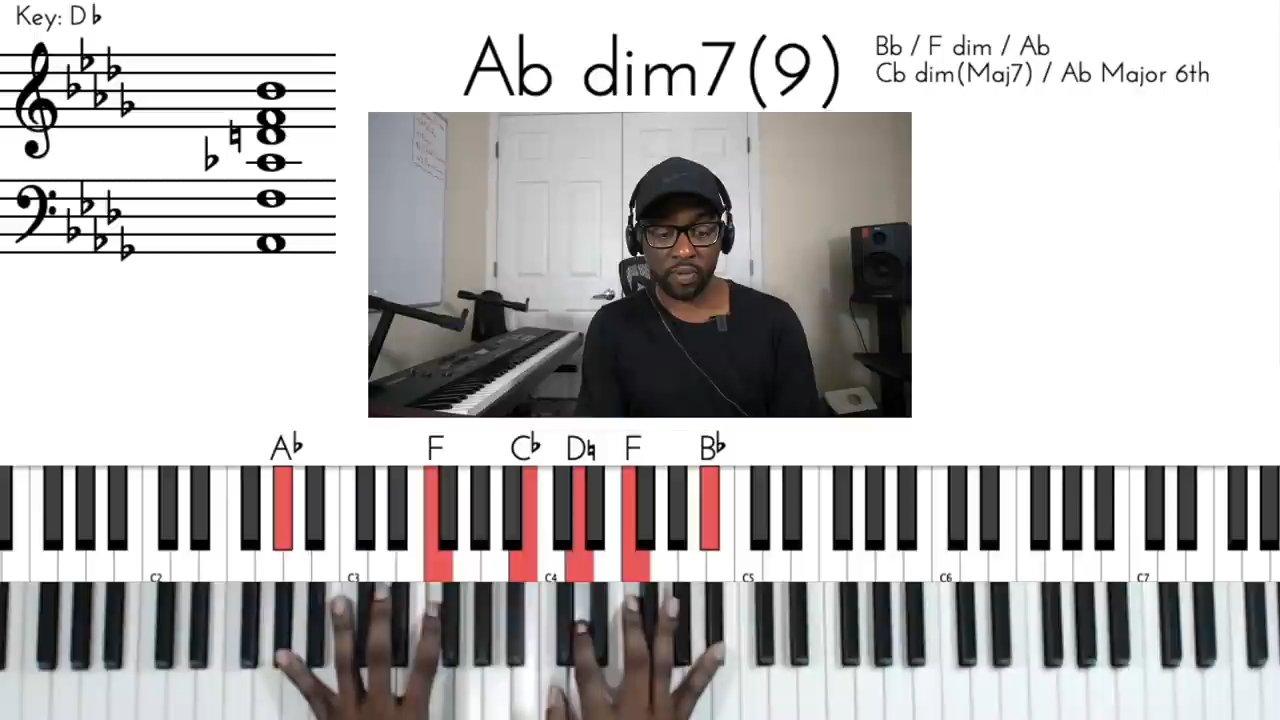 Key: D♭
Ab dim7(9)
Bb / F dim / Ab
Cb dim(Maj7) / Ab Major 6th
A♭ F C♭ D♮ F B♭
C2 C3 C4 C5 C6 C7